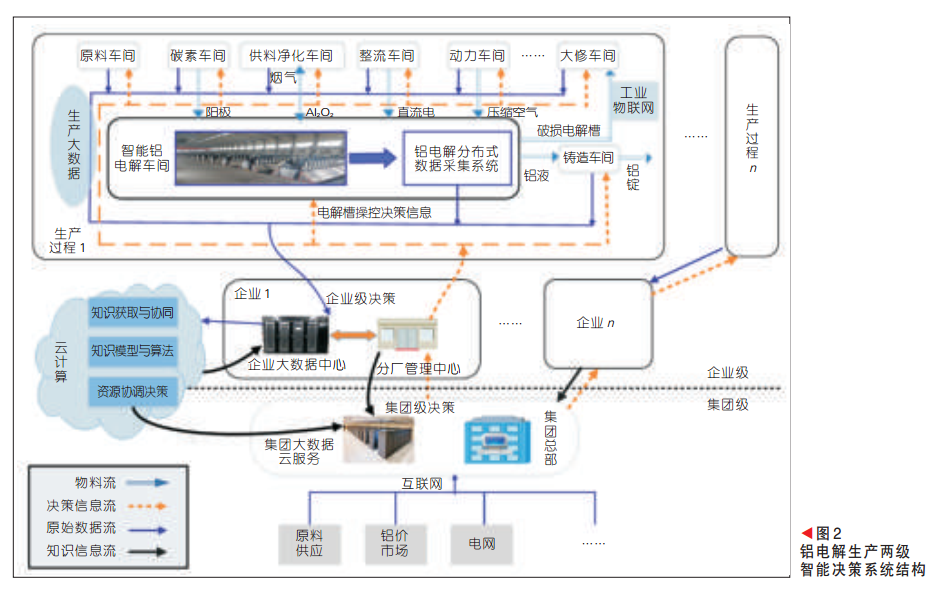 原料车间
碳素车间
供料净化车间
整流车间
动力车间
……
大修车间
烟气
工业
物联网
阳极
Al₂O₂
直流电
压缩空气
生产大数据
智能铝
电解车间
铝电解分布式
数据采集系统
破损电解槽
铝液
铸造车间
铝锭
电解槽操控决策信息
生产
过程1
……
生产过程n
企业1
企业级决策
企业大数据中心
分厂管理中心
……
企业n
云计算
知识获取与协同
知识模型与算法
资源协调决策
企业级
集团级
集团级决策
集团大数据
云服务
集团总部
互联网
原料
供应
铝价
市场
电网
……
物料流
决策信息流
原始数据流
知识信息流
◀图2
铝电解生产两级
智能决策系统结构